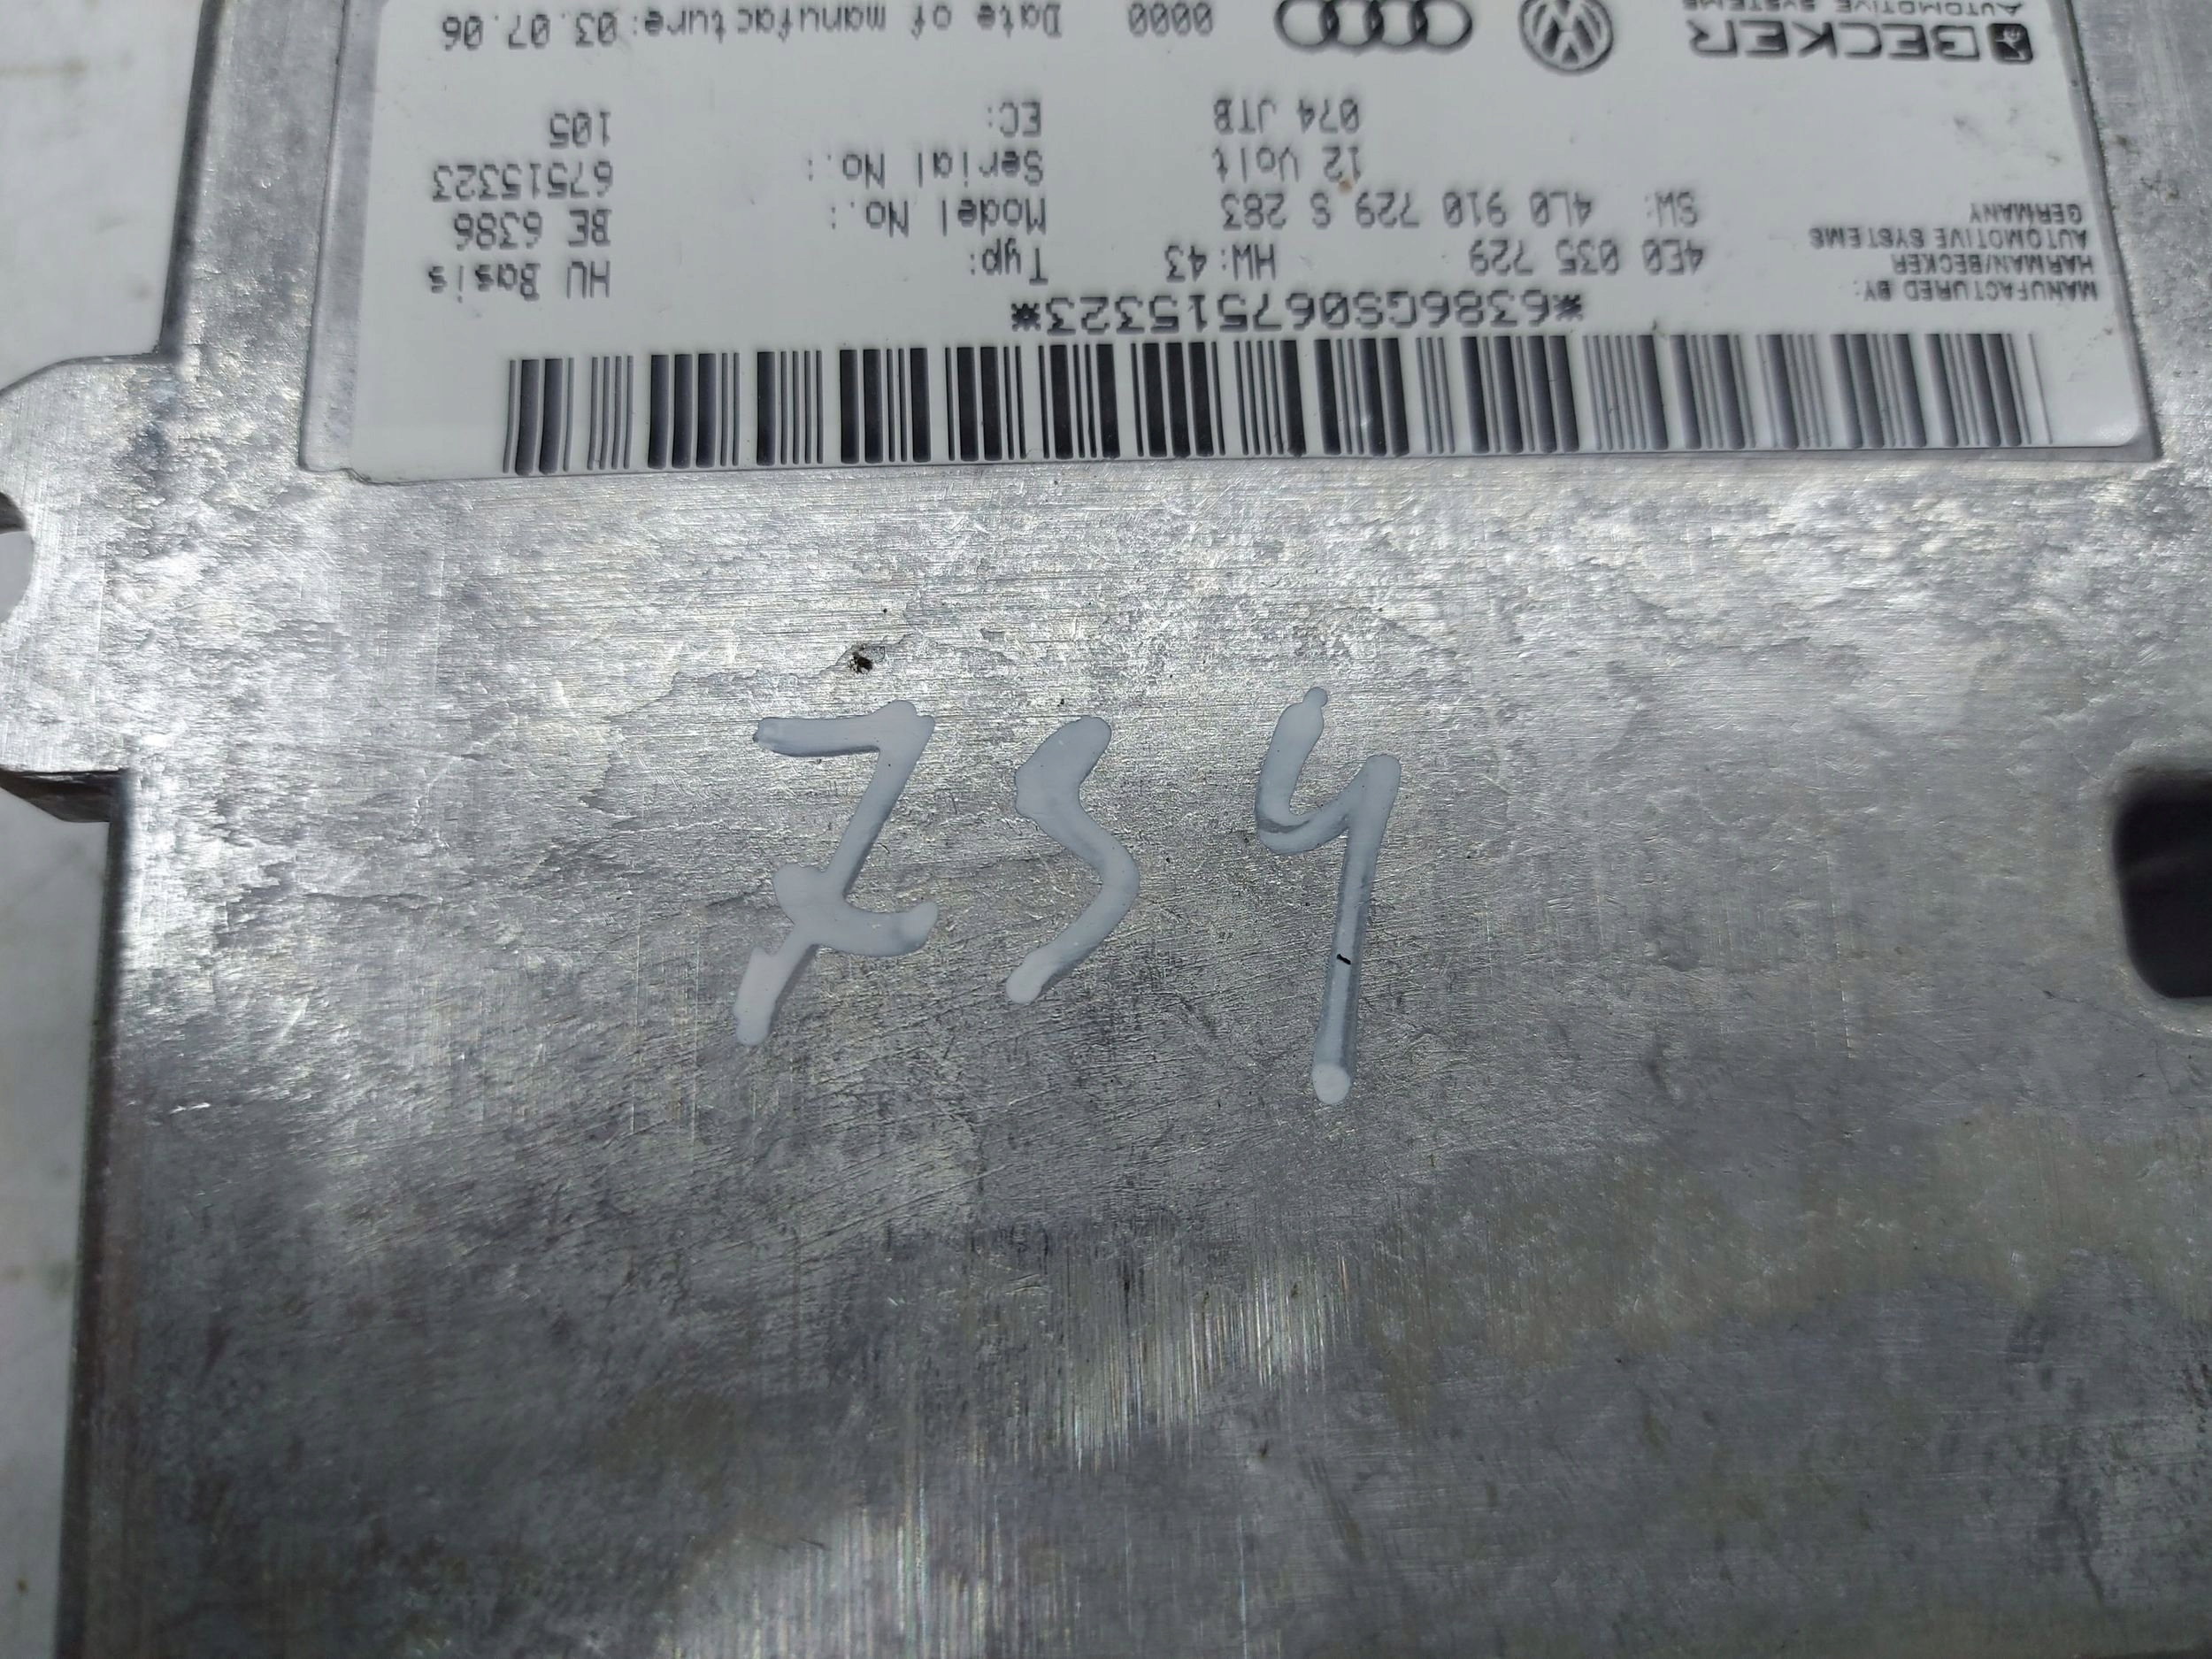 *6386GS067515323*
MANUFACTURED BY:
HARMAN/BECKER
AUTOMOTIVE SYSTEMS
GERMANY
4E0 035 729 HW: 43
SW: 4L0 910 729 S 283
12 Volt
074 JTB
Typ: HU Basis
Model No.: BE 6386
Serial No.: 67515323
EC: 105
BECKER
AUTOMOTIVE SYSTEMS
0000 Date of manufacture: 03.07.06
754